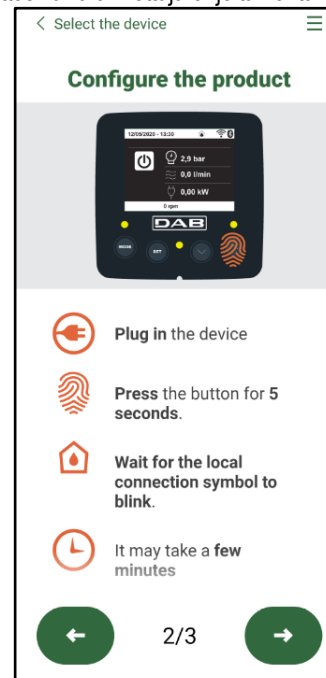 Select the device
Configure the product
12/09/2020 - 13:30
2,9 bar
0,0 l/min
0,00 kW
0 rpm
DAB
MODE
SET
Plug in the device
Press the button for 5
seconds.
Wait for the local
connection symbol to
blink.
It may take a few
minutes
2/3